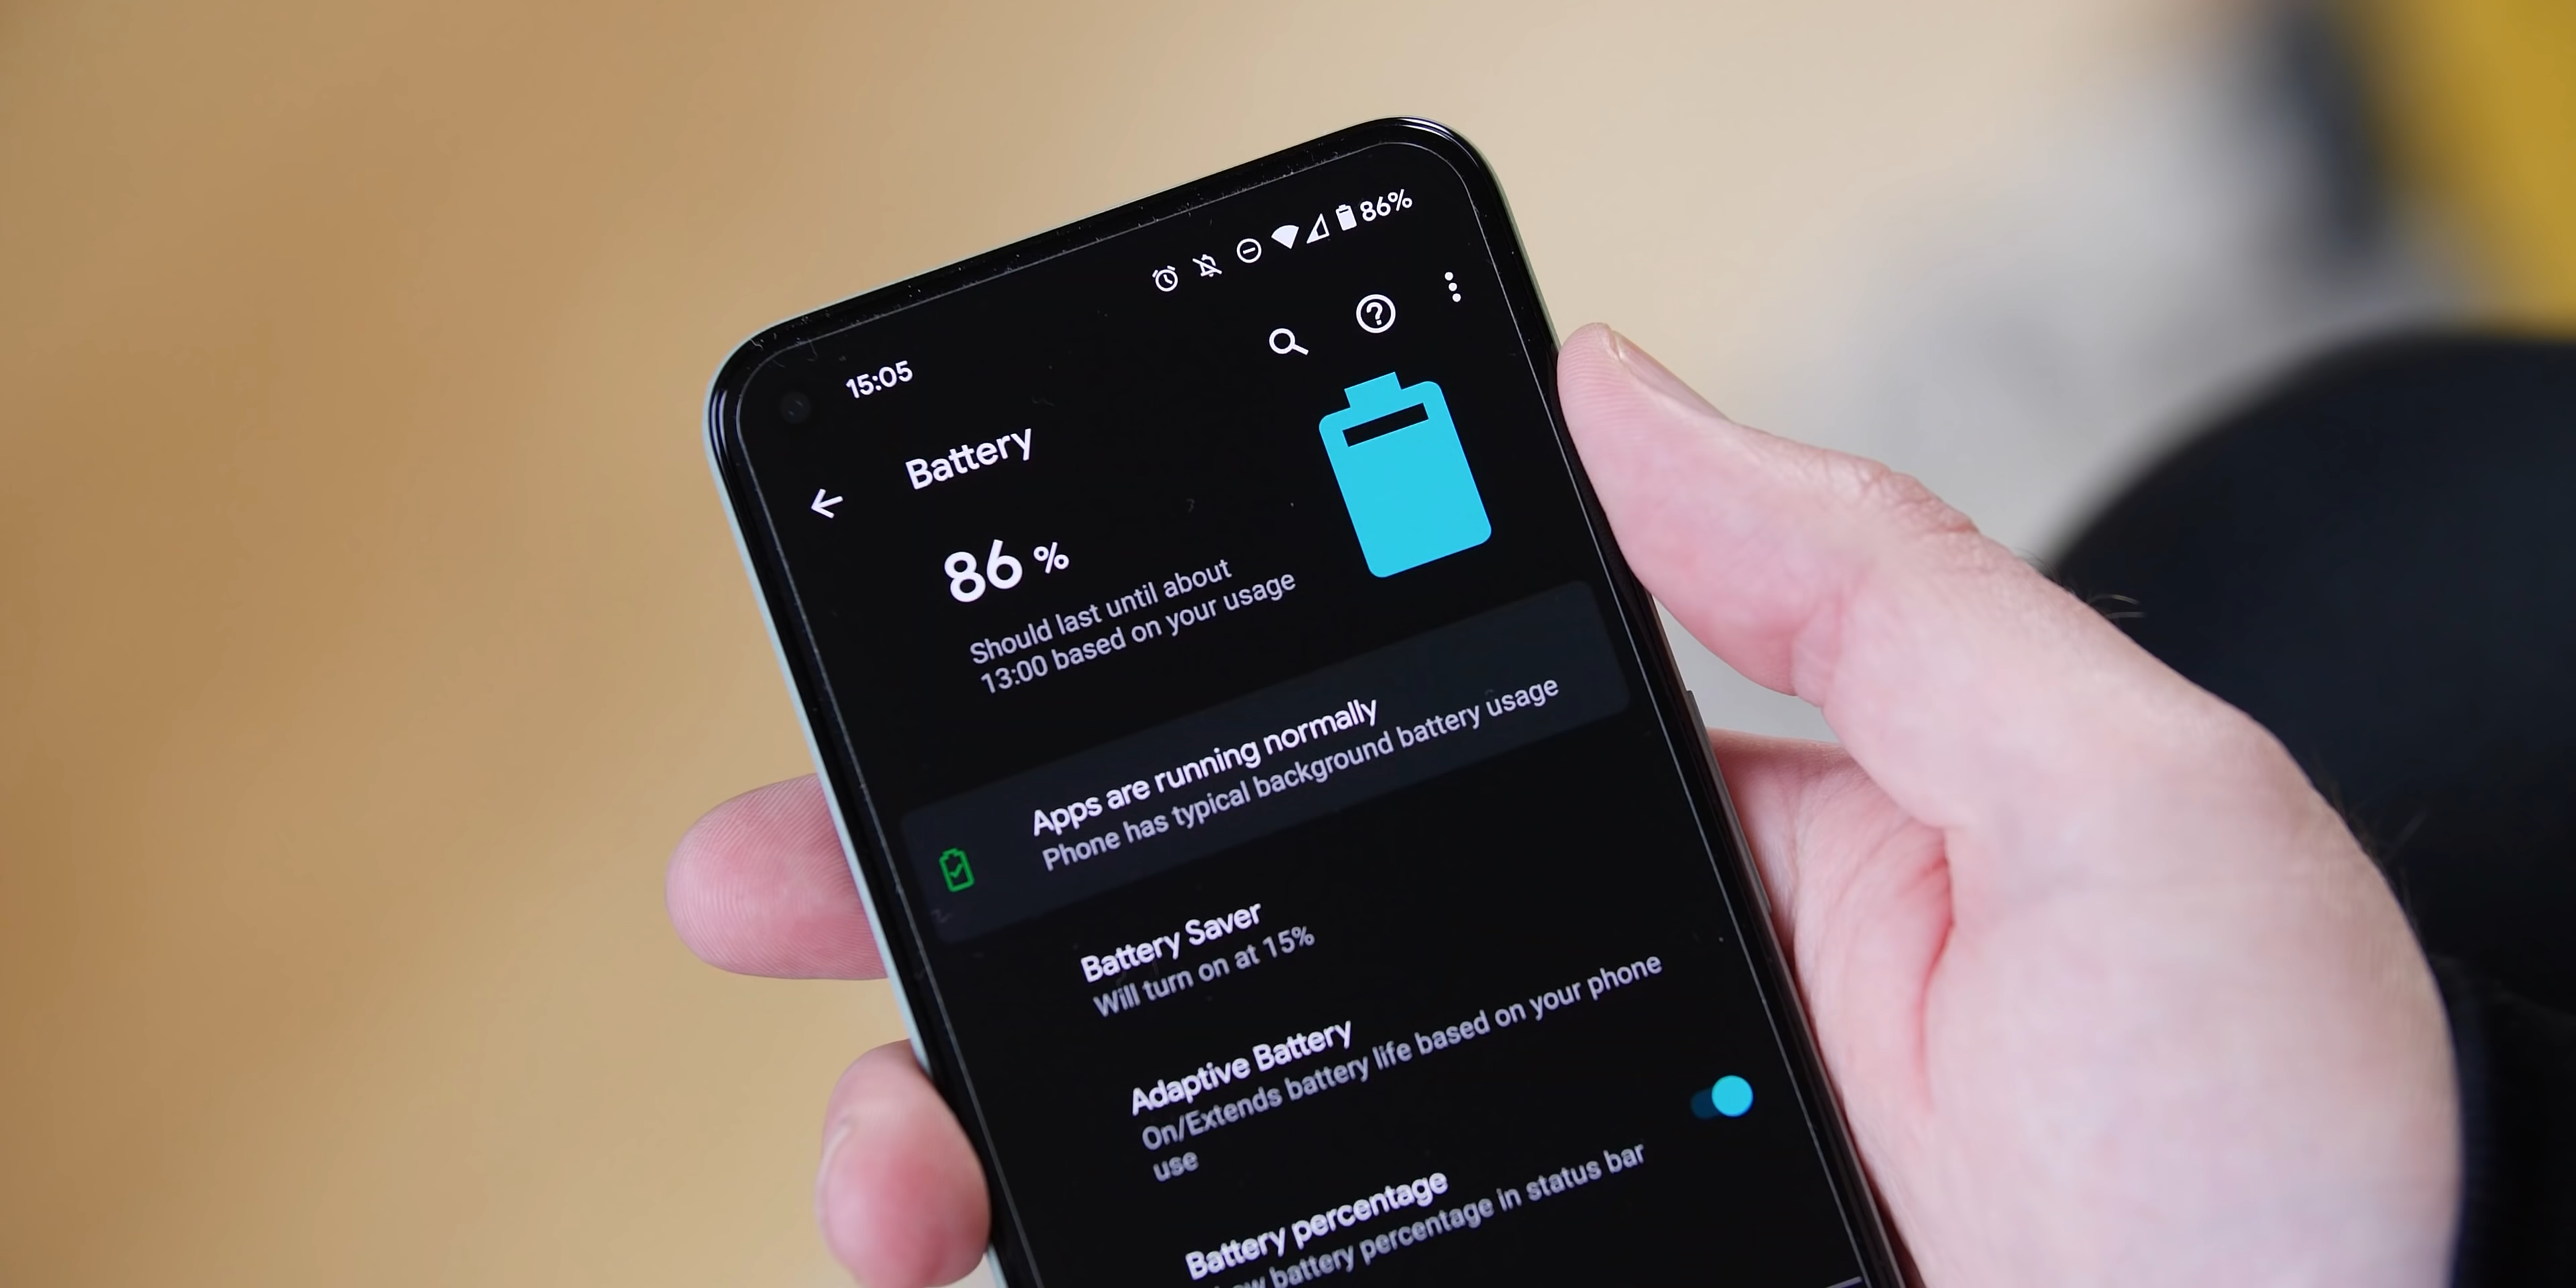 15:05
86%
Battery
86 %
Should last until about
13:00 based on your usage
Apps are running normally
Phone has typical background battery usage
Battery Saver
Will turn on at 15%
Adaptive Battery
On/Extends battery life based on your phone
use
Battery percentage
battery percentage in status bar